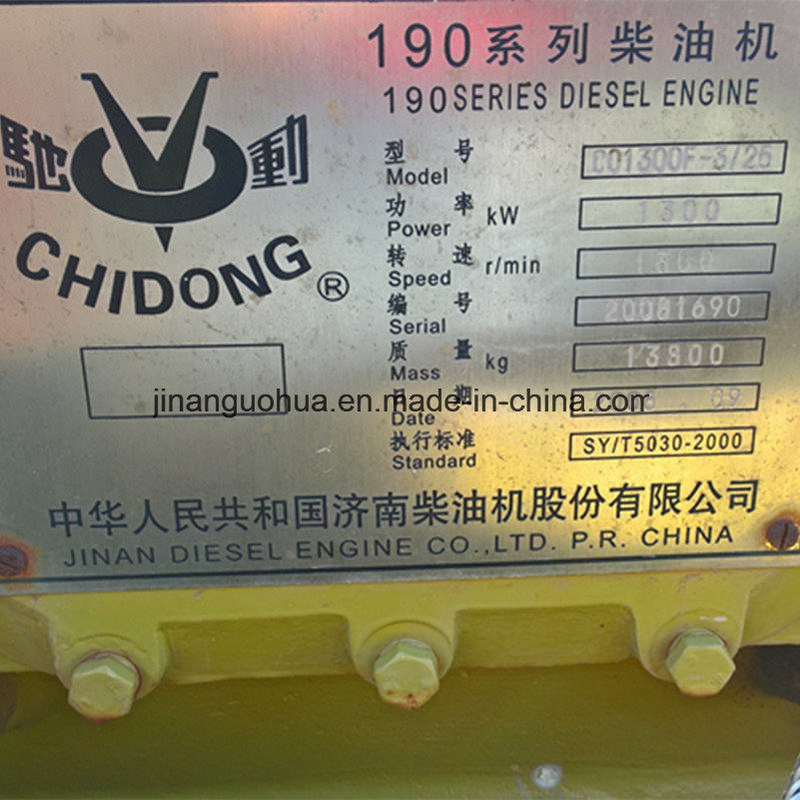 190系列柴油机
190SERIES DIESEL ENGINE
馳 動
CHIDONG®
型 号
Model
功 率
Power kW 1300
转 速
Speed r/min 1800
编 号
Serial 20081690
质 量
Mass kg 13800
期
Date 09
执行标准
Standard SY/T5030-2000
jinanguohua.en.made-in-china.com
中华人民共和国济南柴油机股份有限公司
JINAN DIESEL ENGINE CO.,LTD. P.R. CHINA